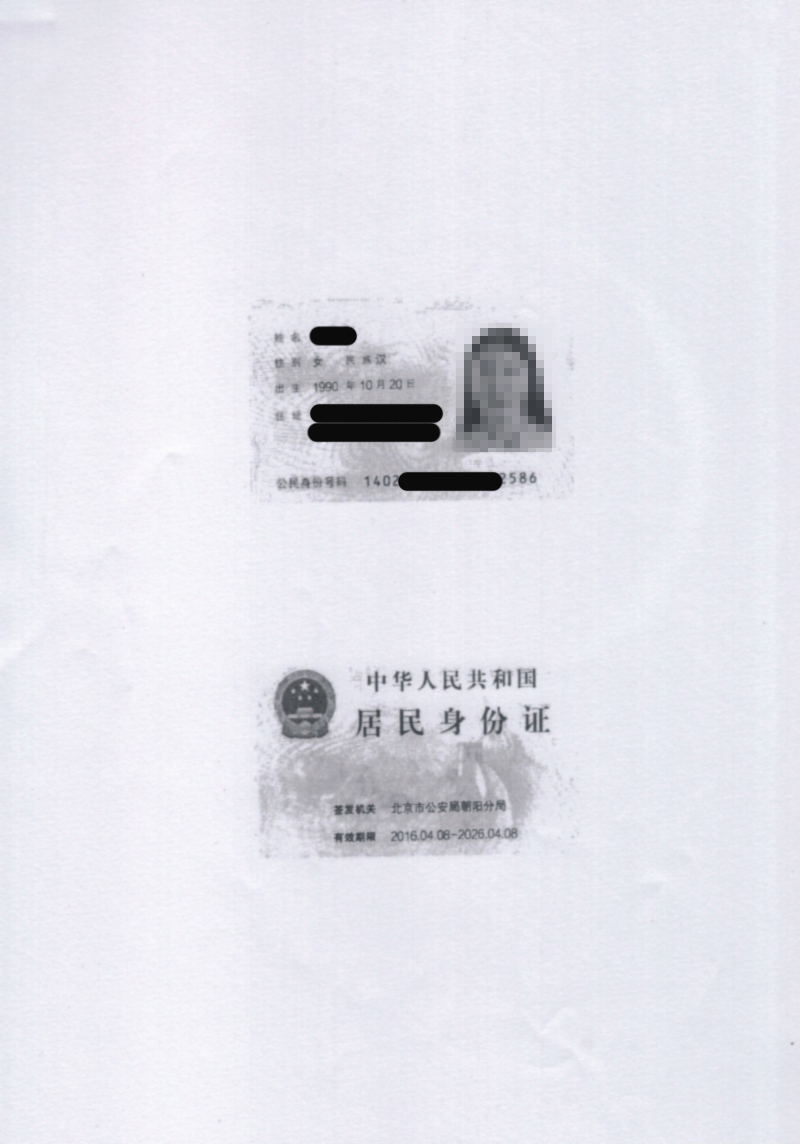 姓名
性别 女 民族汉
出生 1990 年 10 月 20 日
住址
公民身份号码 1402 2586
中华人民共和国
居民身份证
签发机关 北京市公安局朝阳分局
有效期限 2016.04.08-2026.04.08